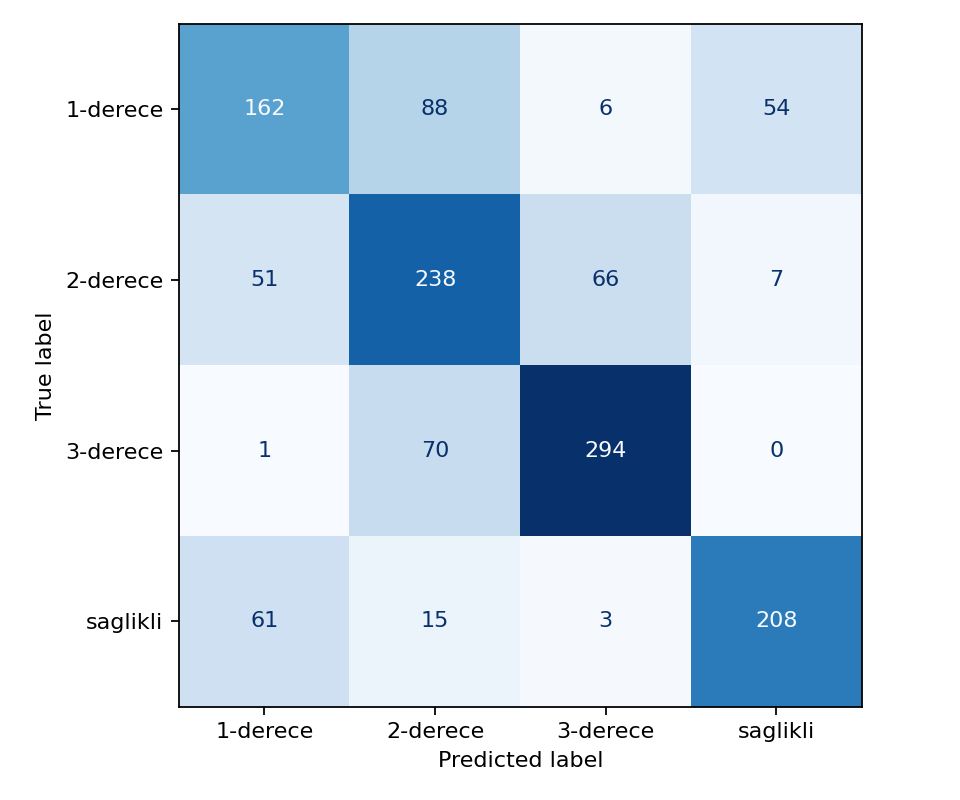 1-derece 162 88 6 54
2-derece 51 238 66 7
3-derece 1 70 294 0
saglikli 61 15 3 208
1-derece 2-derece 3-derece saglikli
Predicted label
True label